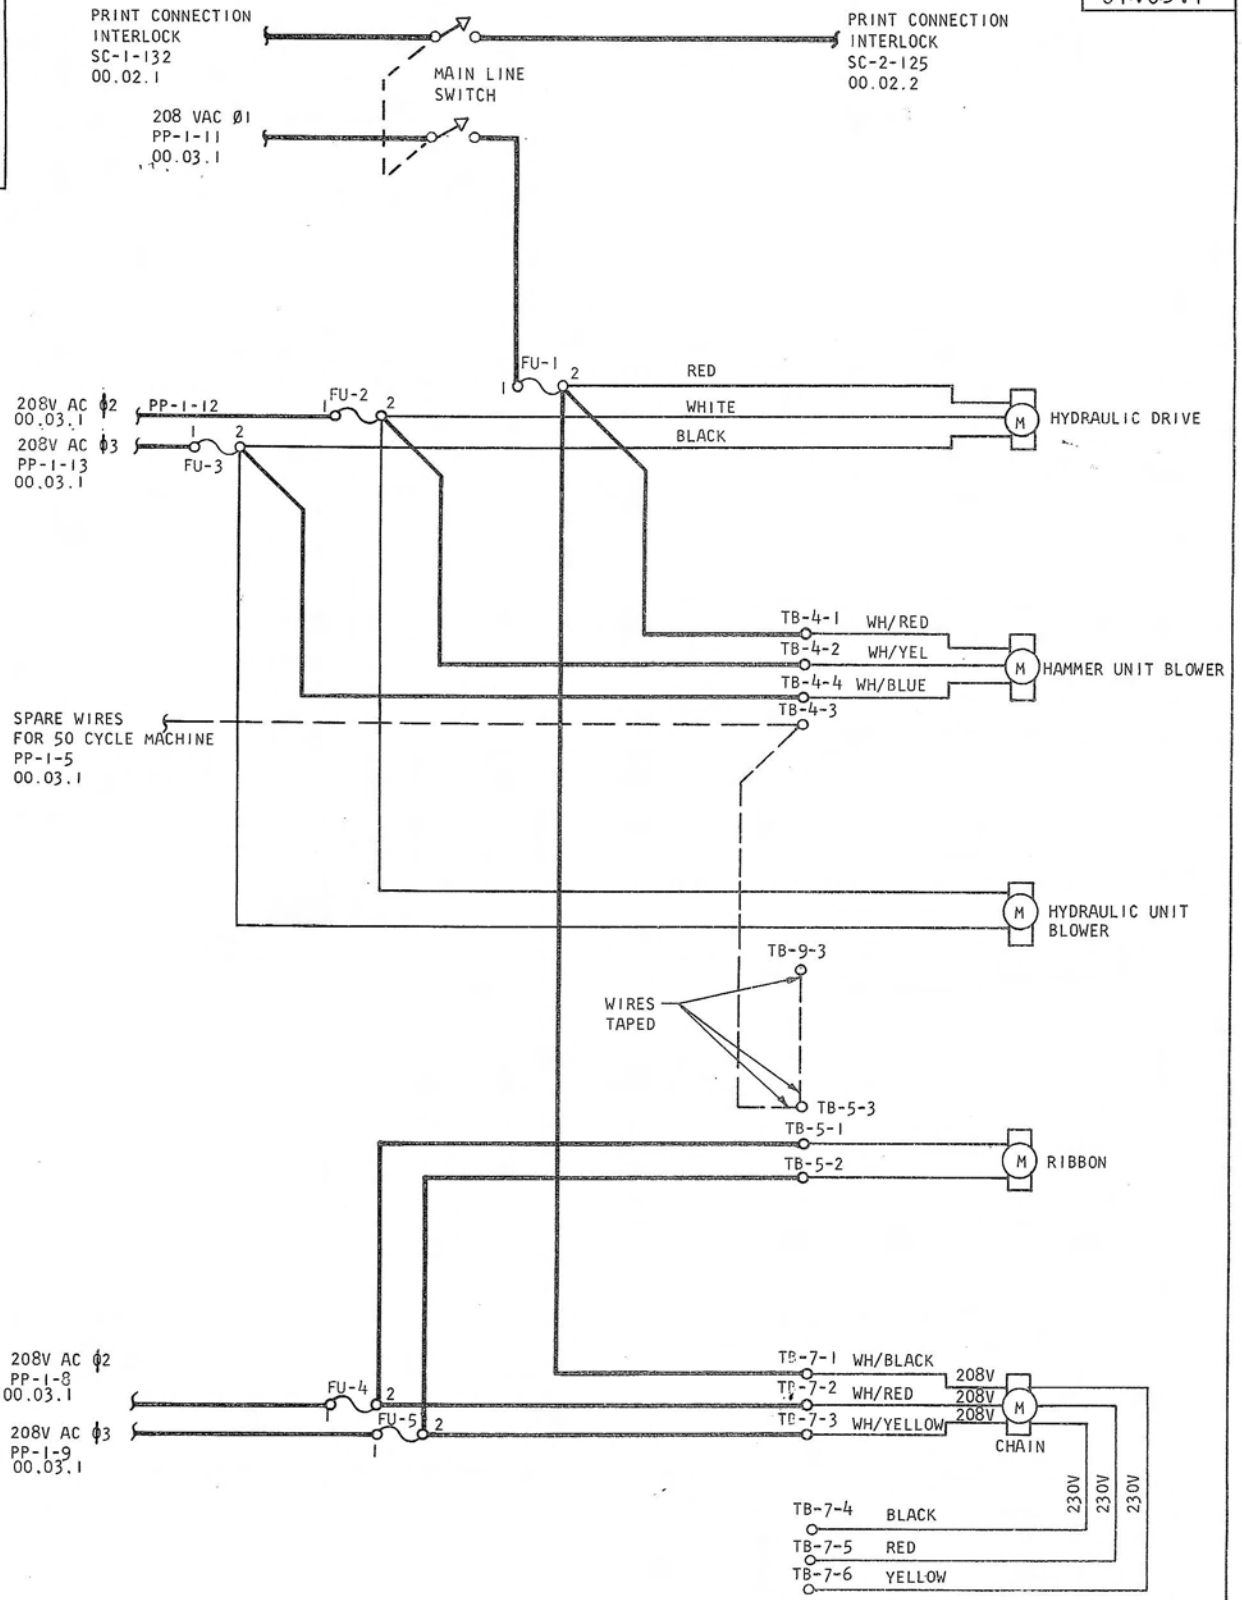 PRINT CONNECTION
INTERLOCK
SC-1-132
00.02.1
PRINT CONNECTION
INTERLOCK
SC-2-125
00.02.2
MAIN LINE
SWITCH
208 VAC Ø1
PP-1-11
00.03.1
FU-1
1
2
RED
208V AC ϕ2
00.03.1
PP-1-12
FU-2
1
2
WHITE
HYDRAULIC DRIVE
M
208V AC ϕ3
PP-1-13
00.03.1
1
2
FU-3
BLACK
TB-4-1
WH/RED
TB-4-2
WH/YEL
M
HAMMER UNIT BLOWER
TB-4-4
WH/BLUE
TB-4-3
SPARE WIRES
FOR 50 CYCLE MACHINE
PP-1-5
00.03.1
M
HYDRAULIC UNIT
BLOWER
TB-9-3
WIRES
TAPED
TB-5-3
TB-5-1
TB-5-2
M
RIBBON
208V AC ϕ2
PP-1-8
00.03.1
FU-4
1
2
208V AC ϕ3
PP-1-9
00.03.1
FU-5
1
2
TB-7-1
WH/BLACK
208V
TB-7-2
WH/RED
208V
TB-7-3
WH/YELLOW
208V
M
CHAIN
230V
230V
230V
TB-7-4
BLACK
TB-7-5
RED
TB-7-6
YELLOW